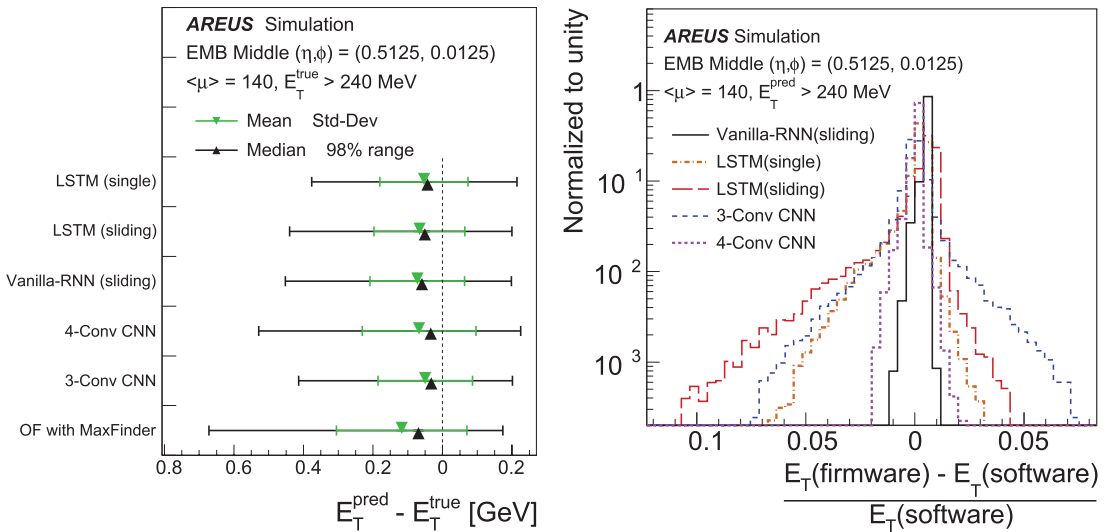 AREUS Simulation
EMB Middle (η,ϕ) = (0.5125, 0.0125)
<μ> = 140, E_T^true > 240 MeV
Mean Std-Dev
Median 98% range
LSTM (single)
LSTM (sliding)
Vanilla-RNN (sliding)
4-Conv CNN
3-Conv CNN
OF with MaxFinder
0.8 0.6 0.4 0.2 0 0.2
E_T^pred - E_T^true [GeV]
Normalized to unity
AREUS Simulation
EMB Middle (η,ϕ) = (0.5125, 0.0125)
<μ> = 140, E_T^pred > 240 MeV
Vanilla-RNN(sliding)
LSTM(single)
LSTM(sliding)
3-Conv CNN
4-Conv CNN
1
10^1
10^2
10^3
0.1 0.05 0 0.05
E_T(firmware) - E_T(software)
E_T(software)